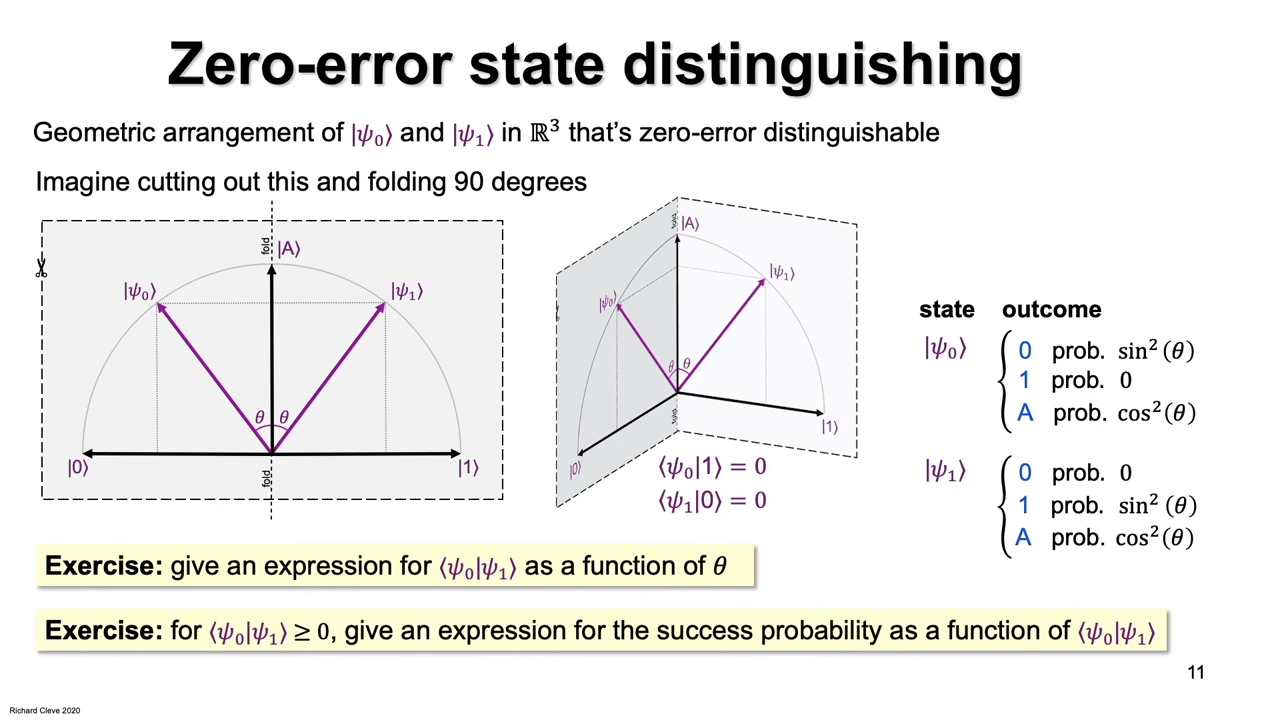 Zero-error state distinguishing
Geometric arrangement of |ψ₀⟩ and |ψ₁⟩ in ℝ³ that's zero-error distinguishable
Imagine cutting out this and folding 90 degrees
fold
|A⟩
|ψ₀⟩
|ψ₁⟩
θ θ
|0⟩
|1⟩
fold
fold
|A⟩
|ψ₀⟩
|ψ₁⟩
θ θ
fold
|0⟩
|1⟩
⟨ψ₀|1⟩ = 0
⟨ψ₁|0⟩ = 0
state outcome
|ψ₀⟩
0 prob. sin²(θ)
1 prob. 0
A prob. cos²(θ)
|ψ₁⟩
0 prob. 0
1 prob. sin²(θ)
A prob. cos²(θ)
Exercise: give an expression for ⟨ψ₀|ψ₁⟩ as a function of θ
Exercise: for ⟨ψ₀|ψ₁⟩ ≥ 0, give an expression for the success probability as a function of ⟨ψ₀|ψ₁⟩
11
Richard Cleve 2020